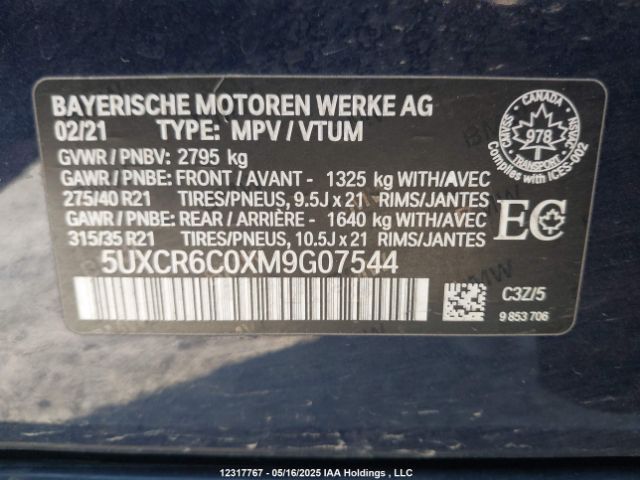 BAYERISCHE MOTOREN WERKE AG
02/21 TYPE: MPV / VTUM
GVWR / PNBV: 2795 kg
GAWR / PNBE: FRONT / AVANT - 1325 kg WITH/AVEC
275/40 R21 TIRES/PNEUS, 9.5J x 21 RIMS/JANTES
GAWR / PNBE: REAR / ARRIÈRE - 1640 kg WITH/AVEC
315/35 R21 TIRES/PNEUS, 10.5J x 21 RIMS/JANTES
5UXCR6C0XM9G07544
CANADA
978
TRANSPORT
CMVSS
NSVAC
Complies with ICES-002
EC
C3Z/5
9 853 706
BMW
12317767 - 05/16/2025 IAA Holdings , LLC